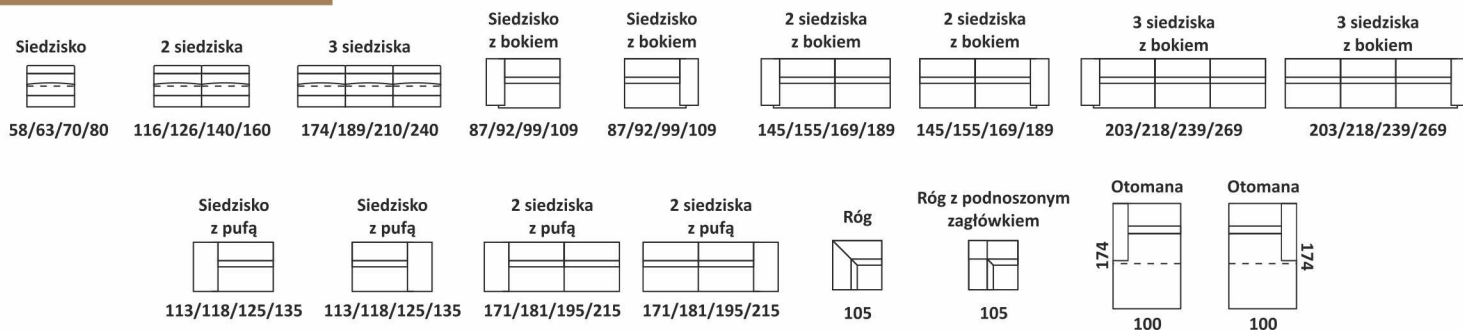 Siedzisko
58/63/70/80
2 siedziska
116/126/140/160
3 siedziska
174/189/210/240
Siedzisko
z bokiem
87/92/99/109
Siedzisko
z bokiem
87/92/99/109
2 siedziska
z bokiem
145/155/169/189
2 siedziska
z bokiem
145/155/169/189
3 siedziska
z bokiem
203/218/239/269
3 siedziska
z bokiem
203/218/239/269
Siedzisko
z pufą
113/118/125/135
Siedzisko
z pufą
113/118/125/135
2 siedziska
z pufą
171/181/195/215
2 siedziska
z pufą
171/181/195/215
Róg
105
Róg z podnoszonym
zagłówkiem
105
Otomana
174
100
Otomana
174
100